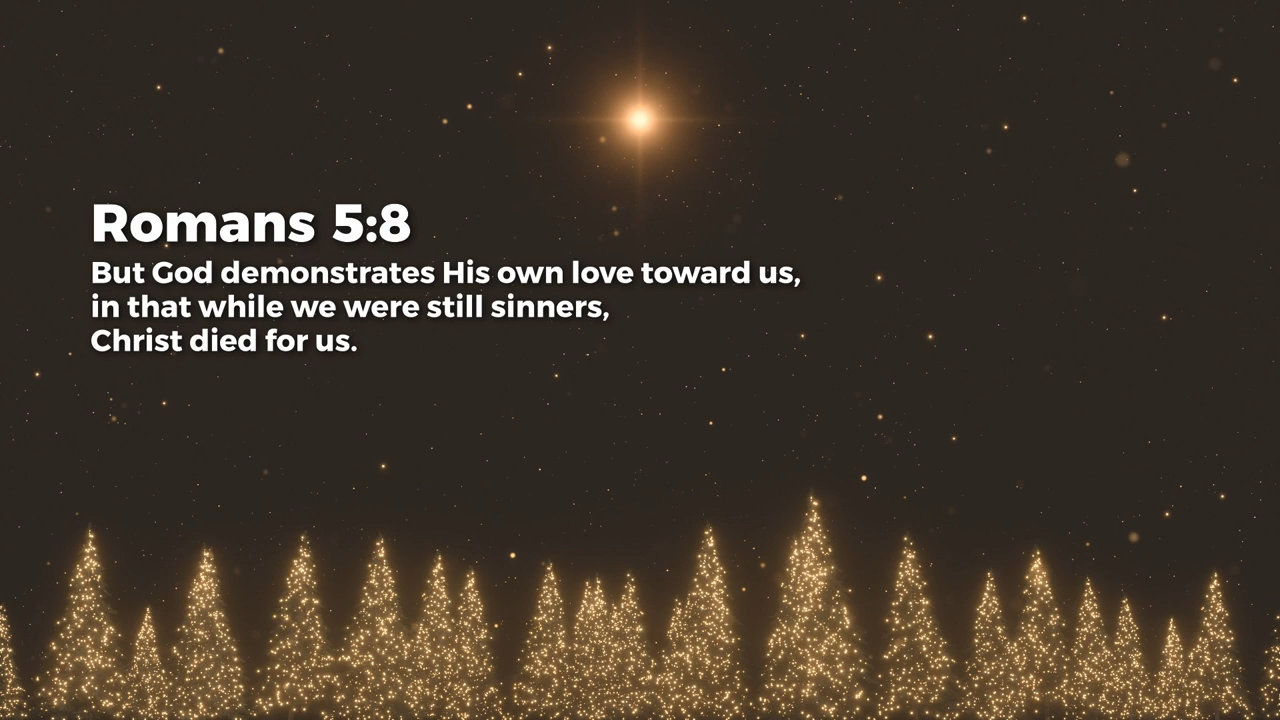 Romans 5:8
But God demonstrates His own love toward us,
in that while we were still sinners,
Christ died for us.